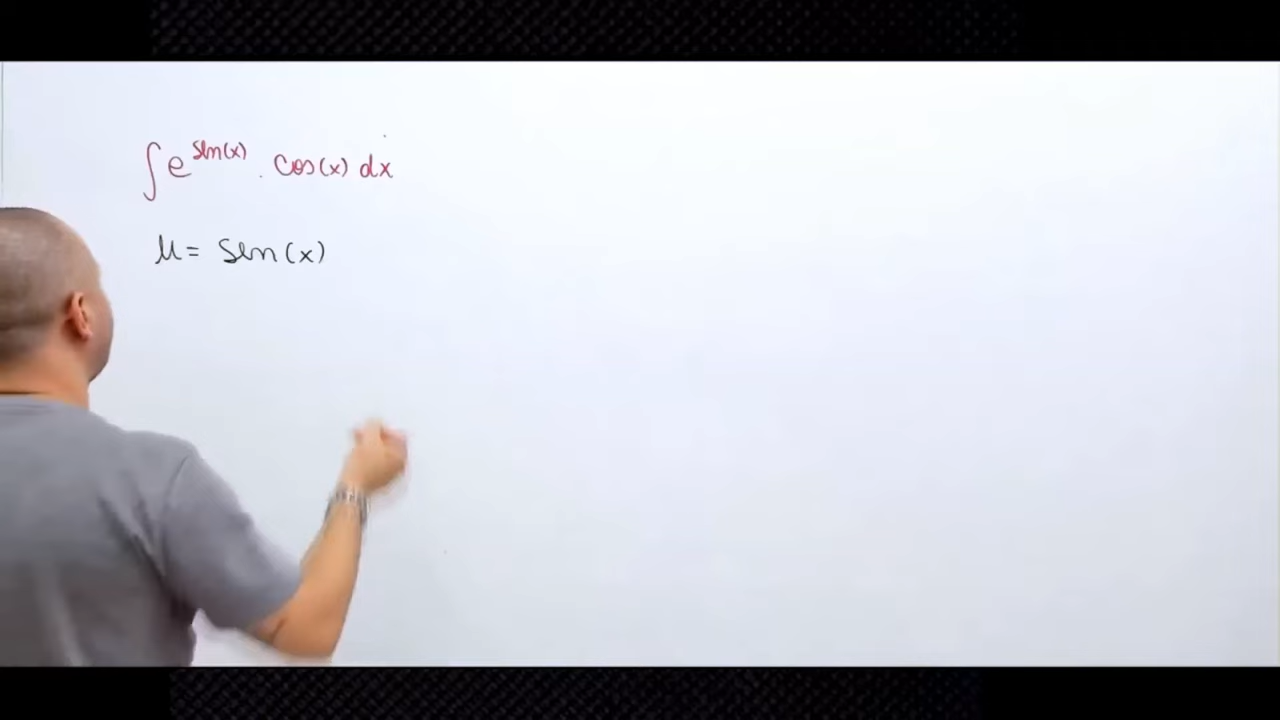 ∫ e^sen(x) . cos(x) dx
u = sen(x)